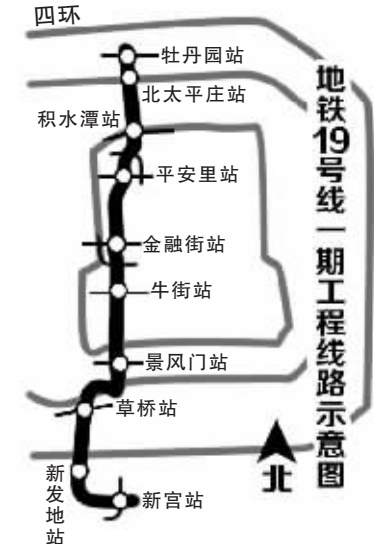 四环
牡丹园站
北太平庄站
积水潭站
平安里站
金融街站
牛街站
景风门站
草桥站
新发地站
新宫站
北
地铁19号线一期工程线路示意图